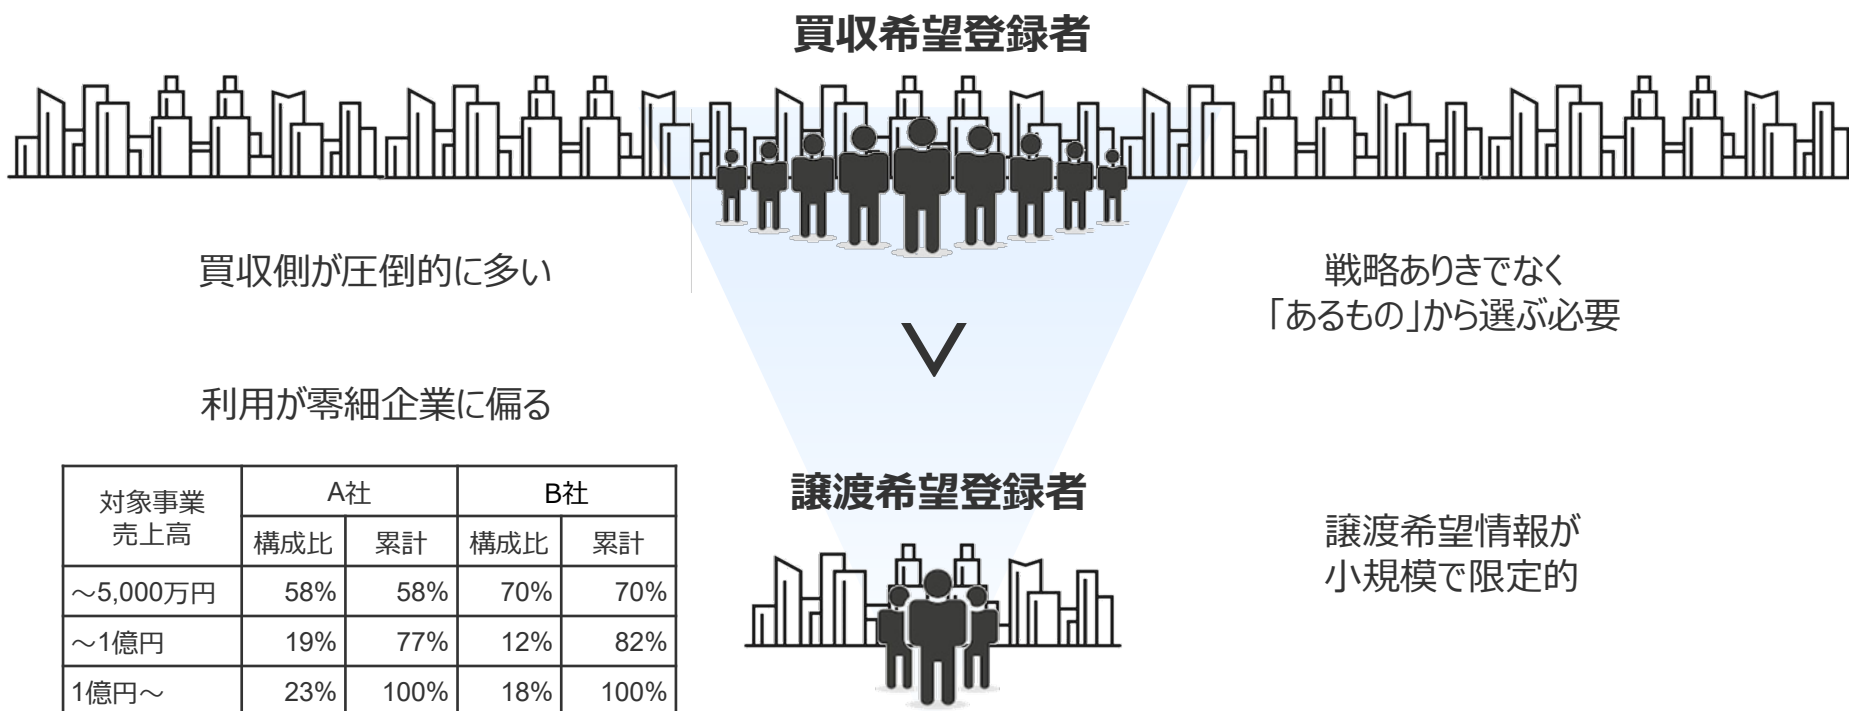 買収希望登録者
買収側が圧倒的に多い
戦略ありきでなく
「あるもの」から選ぶ必要
利用が零細企業に偏る
対象事業
売上高
A社
B社
構成比
累計
構成比
累計
～5,000万円 58% 58% 70% 70%
～1億円 19% 77% 12% 82%
1億円～ 23% 100% 18% 100%
譲渡希望登録者
譲渡希望情報が
小規模で限定的